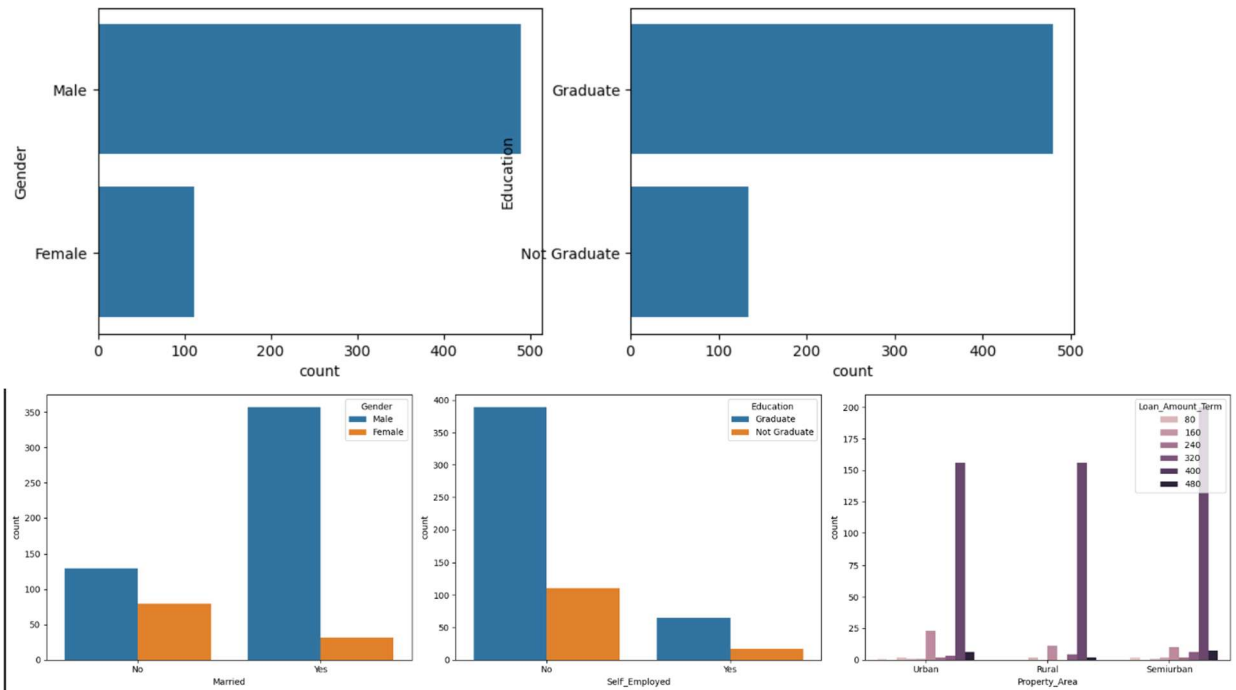 Male
Female
Gender
0 100 200 300 400 500
count
Graduate
Not Graduate
Education
0 100 200 300 400 500
count
350
300
250
200
150
100
50
0
count
Gender
Male
Female
No Yes
Married
400
350
300
250
200
150
100
50
0
count
Education
Graduate
Not Graduate
No Yes
Self_Employed
200
175
150
125
100
75
50
25
0
count
Loan_Amount_Term
80
160
240
320
400
480
Urban Rural Semiurban
Property_Area